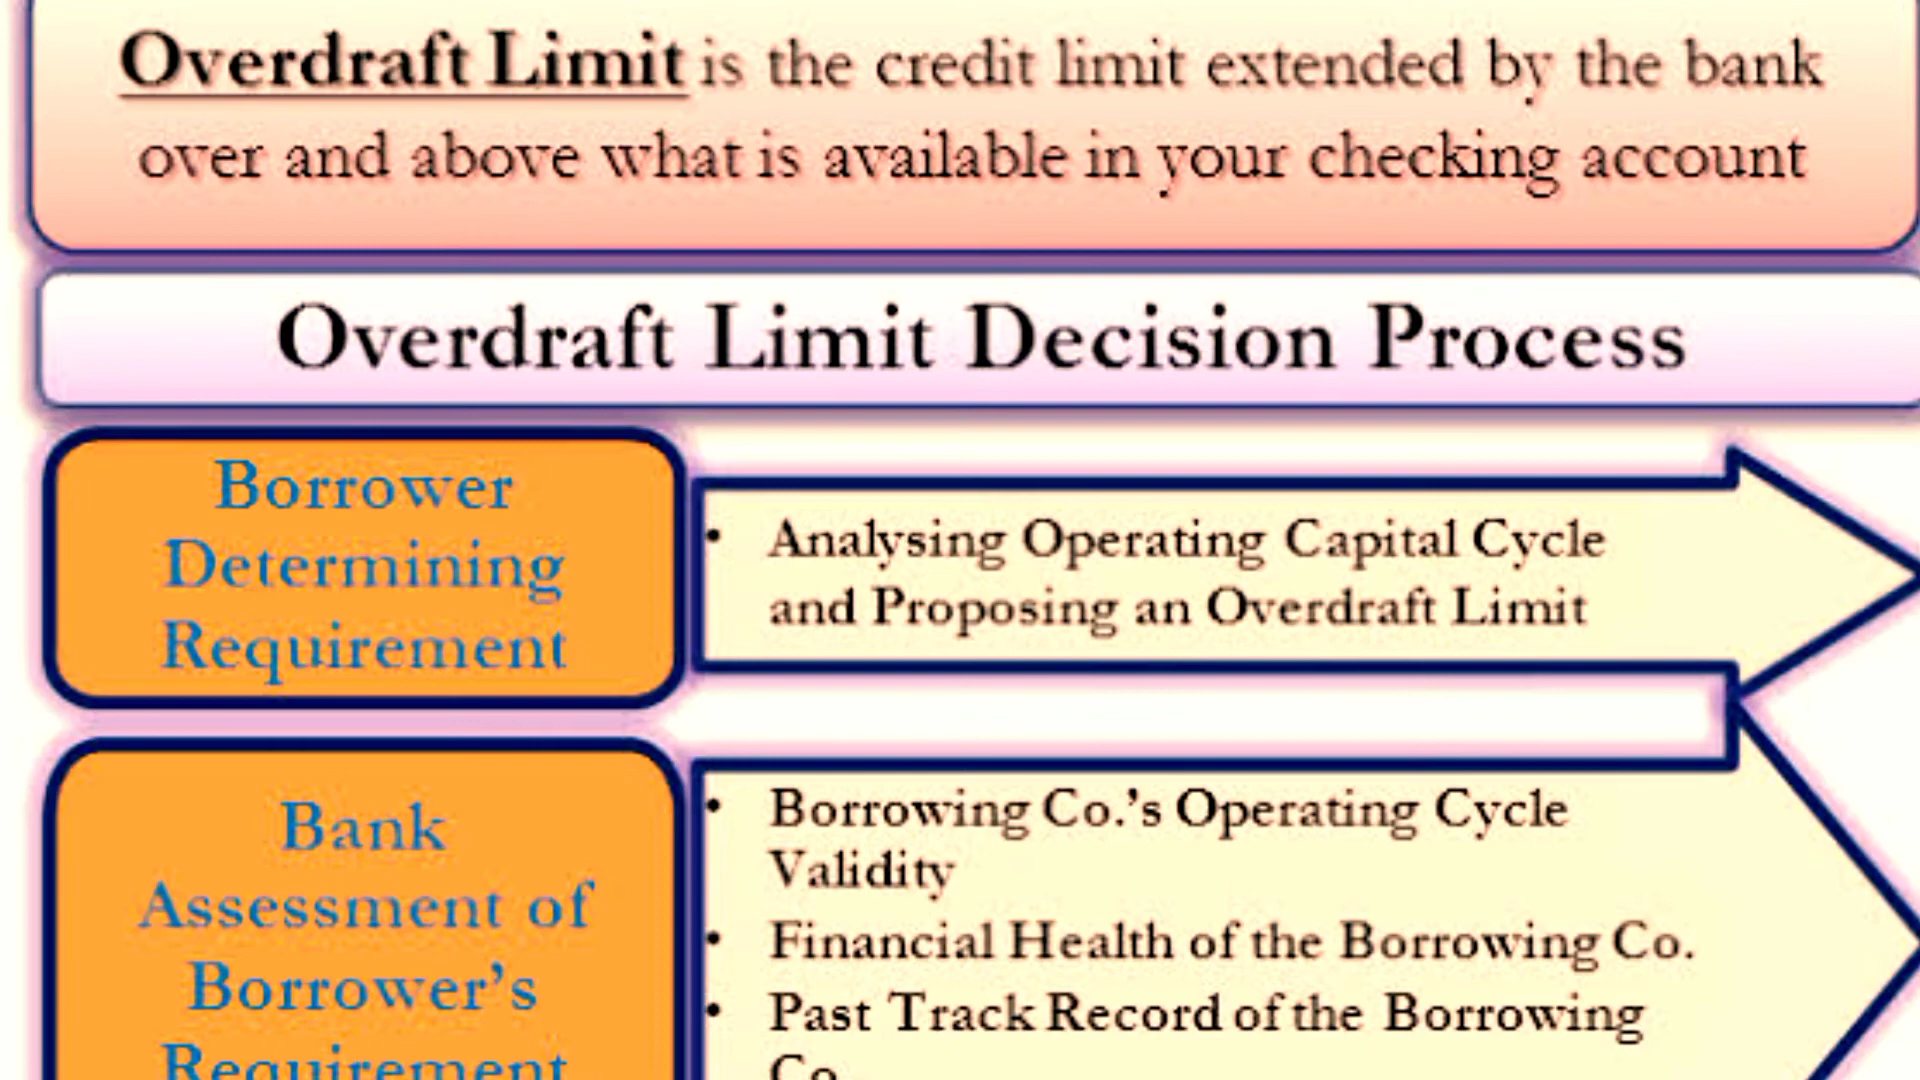 Overdraft Limit is the credit limit extended by the bank
over and above what is available in your checking account
Overdraft Limit Decision Process
Borrower
Determining
Requirement
• Analysing Operating Capital Cycle
and Proposing an Overdraft Limit
Bank
Assessment of
Borrower's
Requirement
• Borrowing Co.'s Operating Cycle
Validity
• Financial Health of the Borrowing Co.
• Past Track Record of the Borrowing
Co.